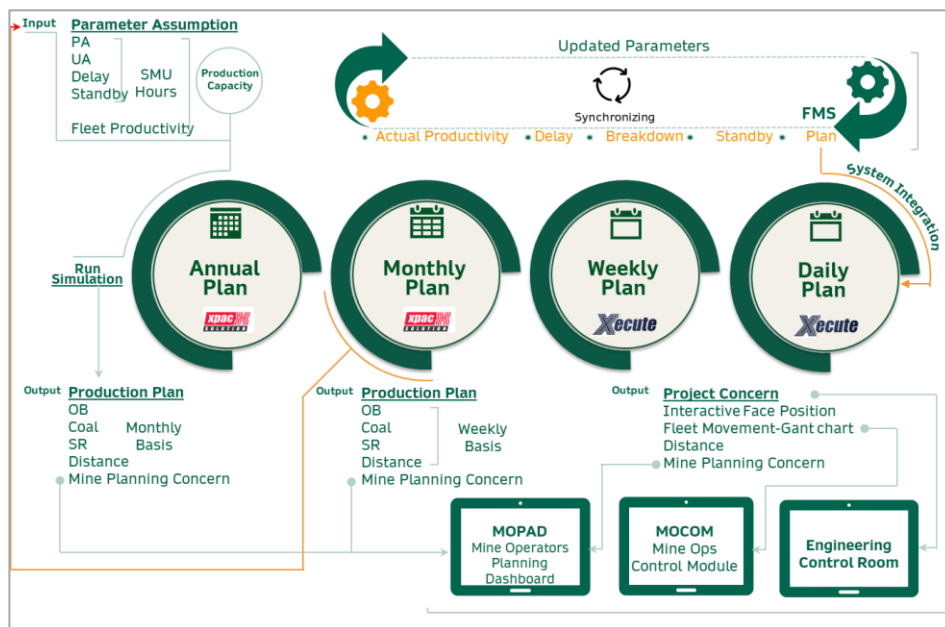 Input
Parameter Assumption
PA
UA
Delay
Standby
SMU
Hours
Fleet Productivity
Production
Capacity
Updated Parameters
Synchronizing
FMS
Actual Productivity
Delay
Breakdown
Standby
Plan
System Integration
Run
Simulation
Annual
Plan
xpac
SOLUTION
Monthly
Plan
xpac
SOLUTION
Weekly
Plan
Xecute
Daily
Plan
Xecute
Output
Production Plan
OB
Coal
SR
Distance
Monthly
Basis
Mine Planning Concern
Output
Production Plan
OB
Coal
SR
Distance
Weekly
Basis
Mine Planning Concern
Output
Project Concern
Interactive Face Position
Fleet Movement-Gant chart
Distance
Mine Planning Concern
MOPAD
Mine Operators
Planning
Dashboard
MOCOM
Mine Ops
Control Module
Engineering
Control Room